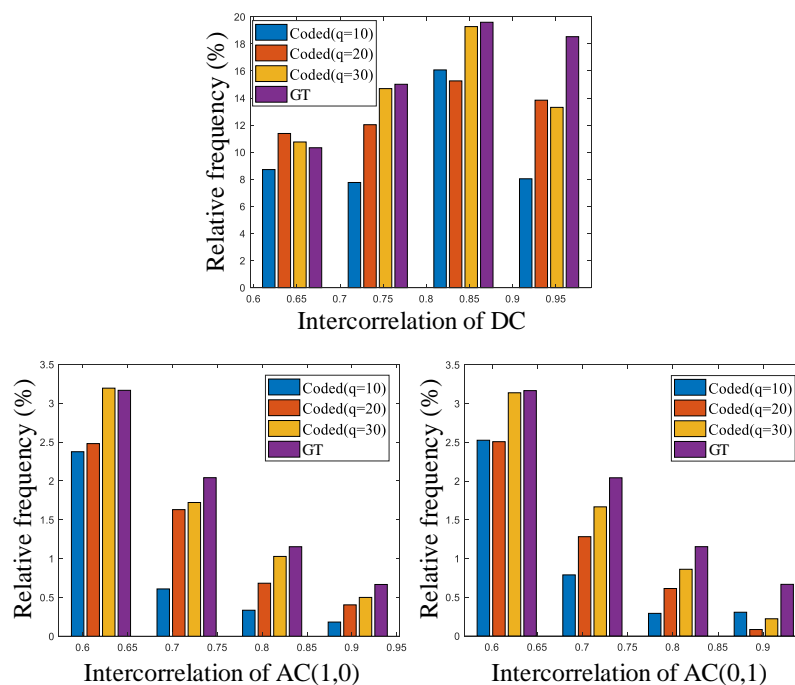 20
18
16
14
12
10
8
6
4
2
0
Relative frequency (%)
Coded(q=10)
Coded(q=20)
Coded(q=30)
GT
0.6 0.65 0.7 0.75 0.8 0.85 0.9 0.95
Intercorrelation of DC
3.5
3
2.5
2
1.5
1
0.5
0
Relative frequency (%)
Coded(q=10)
Coded(q=20)
Coded(q=30)
GT
0.6 0.65 0.7 0.75 0.8 0.85 0.9 0.95
Intercorrelation of AC(1,0)
3.5
3
2.5
2
1.5
1
0.5
0
Relative frequency (%)
Coded(q=10)
Coded(q=20)
Coded(q=30)
GT
0.6 0.65 0.7 0.75 0.8 0.85 0.9
Intercorrelation of AC(0,1)